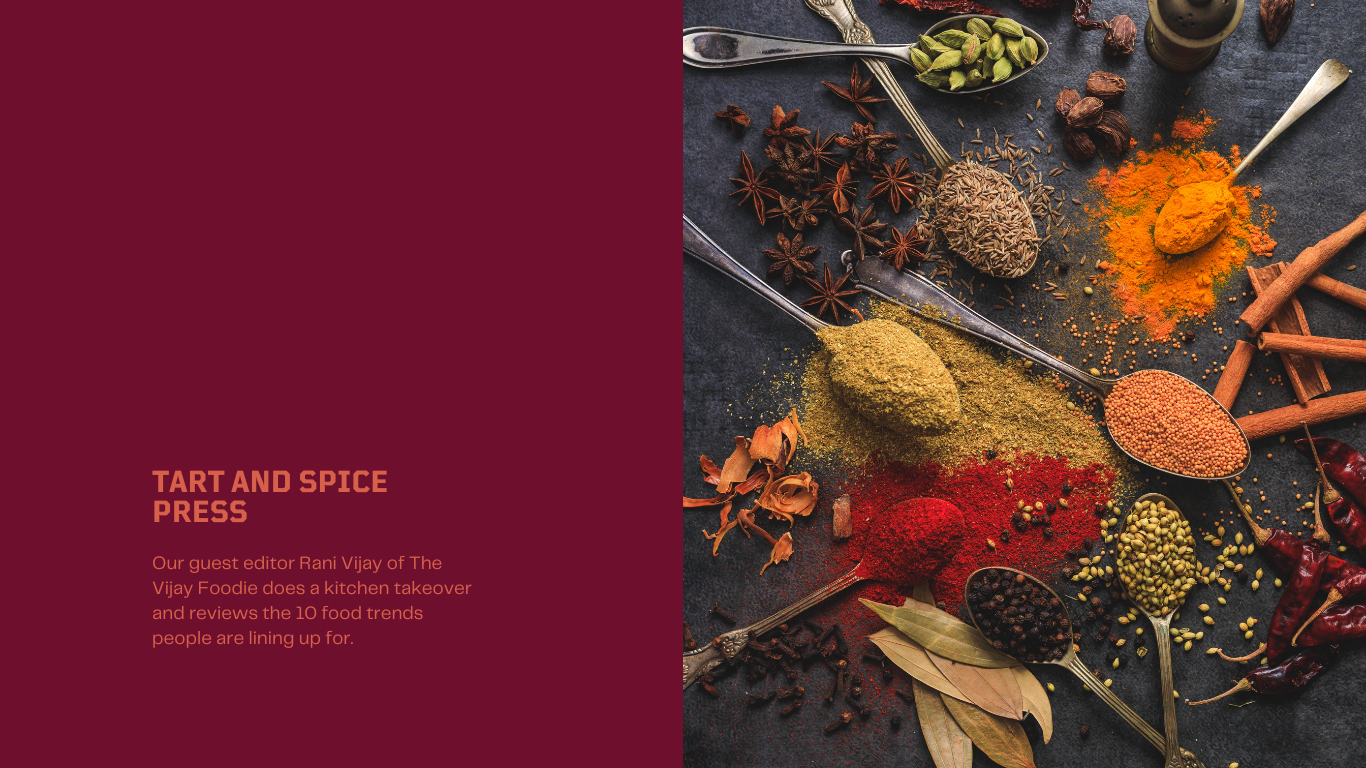 TART AND SPICE
PRESS
Our guest editor Rani Vijay of The
Vijay Foodie does a kitchen takeover
and reviews the 10 food trends
people are lining up for.